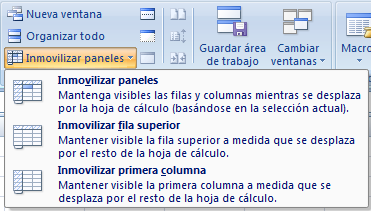 Nueva ventana
Organizar todo
Inmovilizar paneles
Guardar área
de trabajo
Cambiar
ventanas
Macro
Inmovilizar paneles
Mantenga visibles las filas y columnas mientras se desplaza
por la hoja de cálculo (basándose en la selección actual).
Inmovilizar fila superior
Mantener visible la fila superior a medida que se desplaza
por el resto de la hoja de cálculo.
Inmovilizar primera columna
Mantener visible la primera columna a medida que se
desplaza por el resto de la hoja de cálculo.